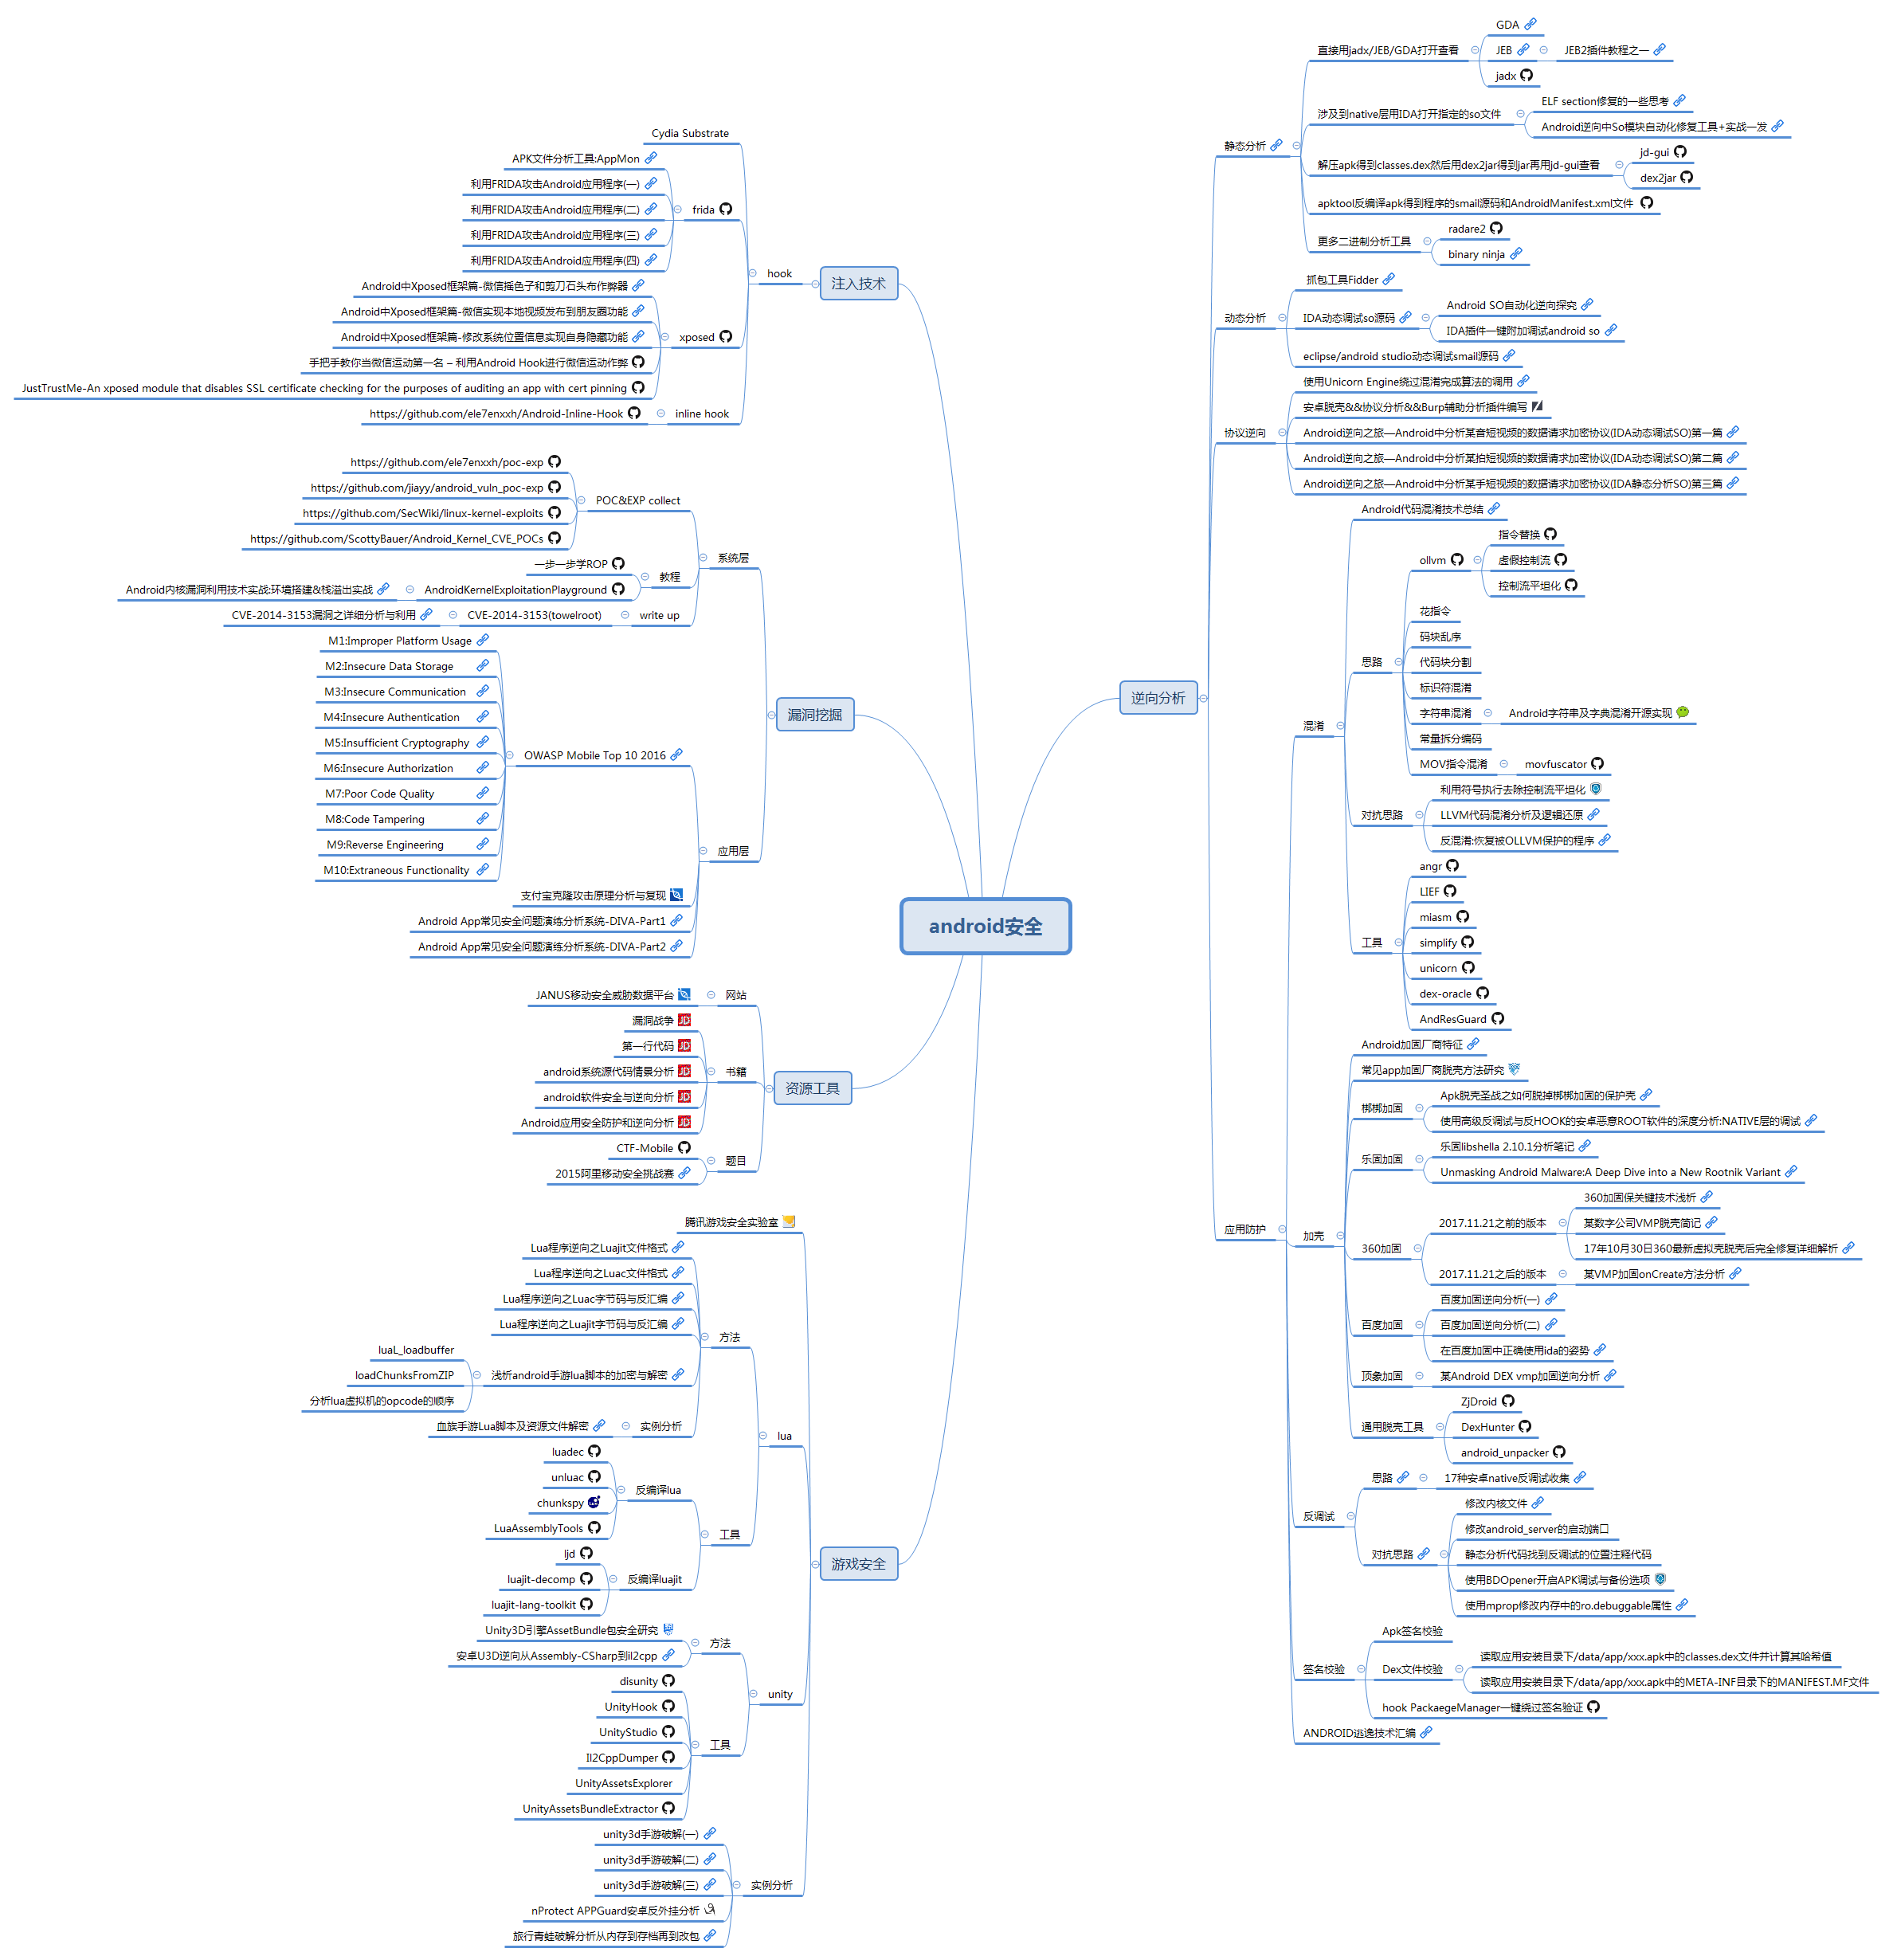 android安全
注入技术
hook
Cydia Substrate
frida
APK文件分析工具:AppMon
利用FRIDA攻击Android应用程序(一)
利用FRIDA攻击Android应用程序(二)
利用FRIDA攻击Android应用程序(三)
利用FRIDA攻击Android应用程序(四)
xposed
Android中Xposed框架篇-微信摇色子和剪刀石头布作弊器
Android中Xposed框架篇-微信实现本地视频发布到朋友圈功能
Android中Xposed框架篇-修改系统位置信息实现自身隐藏功能
手把手教你当微信运动第一名 – 利用Android Hook进行微信运动作弊
JustTrustMe-An xposed module that disables SSL certificate checking for the purposes of auditing an app with cert pinning
inline hook
https://github.com/ele7enxxh/Android-Inline-Hook
漏洞挖掘
系统层
POC&EXP collect
https://github.com/ele7enxxh/poc-exp
https://github.com/jiayy/android_vuln_poc-exp
https://github.com/SecWiki/linux-kernel-exploits
https://github.com/ScottyBauer/Android_Kernel_CVE_POCs
教程
一步一步学ROP
AndroidKernelExploitationPlayground
Android内核漏洞利用技术实战:环境搭建&栈溢出实战
write up
CVE-2014-3153(towelroot)
CVE-2014-3153漏洞之详细分析与利用
应用层
OWASP Mobile Top 10 2016
M1:Improper Platform Usage
M2:Insecure Data Storage
M3:Insecure Communication
M4:Insecure Authentication
M5:Insufficient Cryptography
M6:Insecure Authorization
M7:Poor Code Quality
M8:Code Tampering
M9:Reverse Engineering
M10:Extraneous Functionality
支付宝克隆攻击原理分析与复现
Android App常见安全问题演练分析系统-DIVA-Part1
Android App常见安全问题演练分析系统-DIVA-Part2
资源工具
网站
JANUS移动安全威胁数据平台
书籍
漏洞战争
第一行代码
android系统源代码情景分析
android软件安全与逆向分析
Android应用安全防护和逆向分析
题目
CTF-Mobile
2015阿里移动安全挑战赛
游戏安全
腾讯游戏安全实验室
lua
方法
Lua程序逆向之Luajit文件格式
Lua程序逆向之Luac文件格式
Lua程序逆向之Luac字节码与反汇编
Lua程序逆向之Luajit字节码与反汇编
浅析android手游lua脚本的加密与解密
luaL_loadbuffer
loadChunksFromZIP
分析lua虚拟机的opcode的顺序
实例分析
血族手游Lua脚本及资源文件解密
工具
反编译lua
luadec
unluac
chunkspy
LuaAssemblyTools
反编译luajit
ljd
luajit-decomp
luajit-lang-toolkit
unity
方法
Unity3D引擎AssetBundle包安全研究
安卓U3D逆向从Assembly-CSharp到il2cpp
工具
disunity
UnityHook
UnityStudio
Il2CppDumper
UnityAssetsExplorer
UnityAssetsBundleExtractor
实例分析
unity3d手游破解(一)
unity3d手游破解(二)
unity3d手游破解(三)
nProtect APPGuard安卓反外挂分析
旅行青蛙破解分析从内存到存档再到改包
逆向分析
静态分析
直接用jadx/JEB/GDA打开查看
GDA
JEB
JEB2插件教程之一
jadx
涉及到native层用IDA打开指定的so文件
ELF section修复的一些思考
Android逆向中So模块自动化修复工具+实战一发
解压apk得到classes.dex然后用dex2jar得到jar再用jd-gui查看
jd-gui
dex2jar
apktool反编译apk得到程序的smail源码和AndroidManifest.xml文件
更多二进制分析工具
radare2
binary ninja
动态分析
抓包工具Fidder
IDA动态调试so源码
Android SO自动化逆向探究
IDA插件一键附加调试android so
eclipse/android studio动态调试smail源码
协议逆向
使用Unicorn Engine绕过混淆完成算法的调用
安卓脱壳&&协议分析&&Burp辅助分析插件编写
Android逆向之旅—Android中分析某音短视频的数据请求加密协议(IDA动态调试SO)第一篇
Android逆向之旅—Android中分析某拍短视频的数据请求加密协议(IDA动态调试SO)第二篇
Android逆向之旅—Android中分析某手短视频的数据请求加密协议(IDA静态分析SO)第三篇
应用防护
混淆
Android代码混淆技术总结
思路
ollvm
指令替换
虚假控制流
控制流平坦化
花指令
码块乱序
代码块分割
标识符混淆
字符串混淆
Android字符串及字典混淆开源实现
常量拆分编码
MOV指令混淆
movfuscator
对抗思路
利用符号执行去除控制流平坦化
LLVM代码混淆分析及逻辑还原
反混淆:恢复被OLLVM保护的程序
工具
angr
LIEF
miasm
simplify
unicorn
dex-oracle
AndResGuard
加壳
Android加固厂商特征
常见app加固厂商脱壳方法研究
梆梆加固
Apk脱壳圣战之如何脱掉梆梆加固的保护壳
使用高级反调试与反HOOK的安卓恶意ROOT软件的深度分析:NATIVE层的调试
乐固加固
乐固libshella 2.10.1分析笔记
Unmasking Android Malware:A Deep Dive into a New Rootnik Variant
360加固
2017.11.21之前的版本
360加固保关键技术浅析
某数字公司VMP脱壳简记
17年10月30日360最新虚拟壳脱壳后完全修复详细解析
2017.11.21之后的版本
某VMP加固onCreate方法分析
百度加固
百度加固逆向分析(一)
百度加固逆向分析(二)
在百度加固中正确使用ida的姿势
顶象加固
某Android DEX vmp加固逆向分析
通用脱壳工具
ZjDroid
DexHunter
android_unpacker
反调试
思路
17种安卓native反调试收集
对抗思路
修改内核文件
修改android_server的启动端口
静态分析代码找到反调试的位置注释代码
使用BDOpener开启APK调试与备份选项
使用mprop修改内存中的ro.debuggable属性
签名校验
Apk签名校验
Dex文件校验
读取应用安装目录下/data/app/xxx.apk中的classes.dex文件并计算其哈希值
读取应用安装目录下/data/app/xxx.apk中的META-INF目录下的MANIFEST.MF文件
hook PackaegeManager一键绕过签名验证
ANDROID逃逸技术汇编